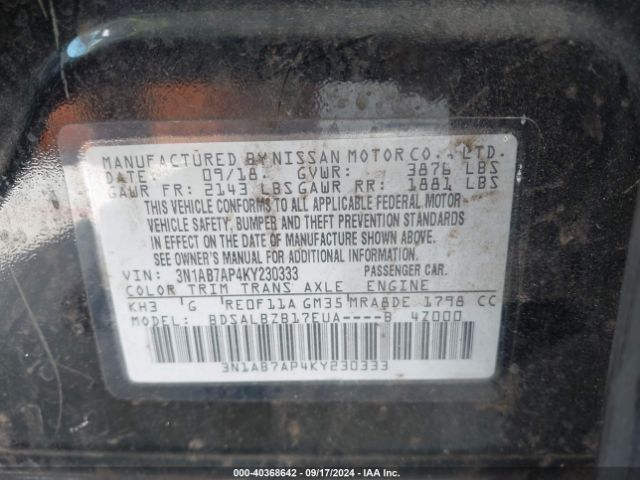 MANUFACTURED BY NISSAN MOTOR CO., LTD.
DATE: 09/18. GVWR: 3876 LBS
GAWR FR: 2143 LBS GAWR RR: 1881 LBS
THIS VEHICLE CONFORMS TO ALL APPLICABLE FEDERAL MOTOR
VEHICLE SAFETY, BUMPER AND THEFT PREVENTION STANDARDS
IN EFFECT ON THE DATE OF MANUFACTURE SHOWN ABOVE.
SEE OWNER'S MANUAL FOR ADDITIONAL INFORMATION.
VIN: 3N1AB7AP4KY230333 PASSENGER CAR.
COLOR TRIM TRANS AXLE ENGINE
KH3 G RE0F11A GM35 MRA8DE 1798 CC
MODEL: BDSALBZB17EUA----B 4Z000
3N1AB7AP4KY230333
000-40368642 - 09/17/2024 - IAA Inc.